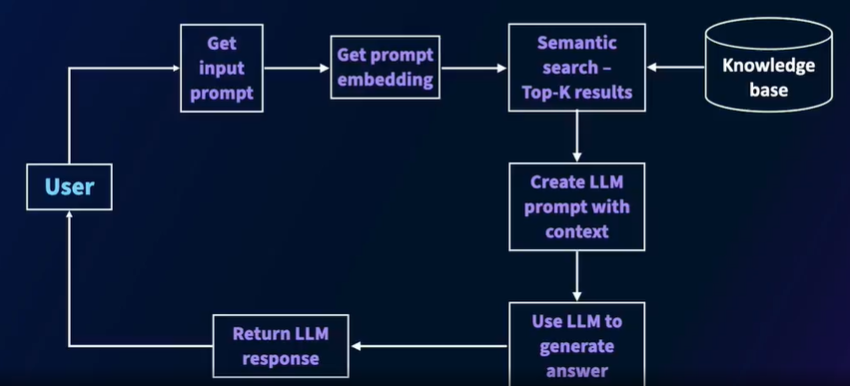 Get
input
prompt
Get prompt
embedding
Semantic
search –
Top-K results
Knowledge
base
User
Create LLM
prompt with
context
Use LLM to
generate
answer
Return LLM
response